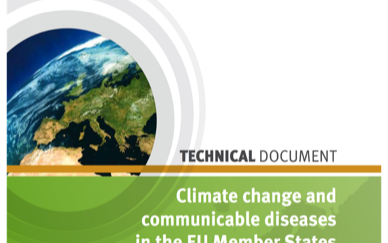 TECHNICAL DOCUMENT
Climate change and
communicable diseases
in the EU Member States